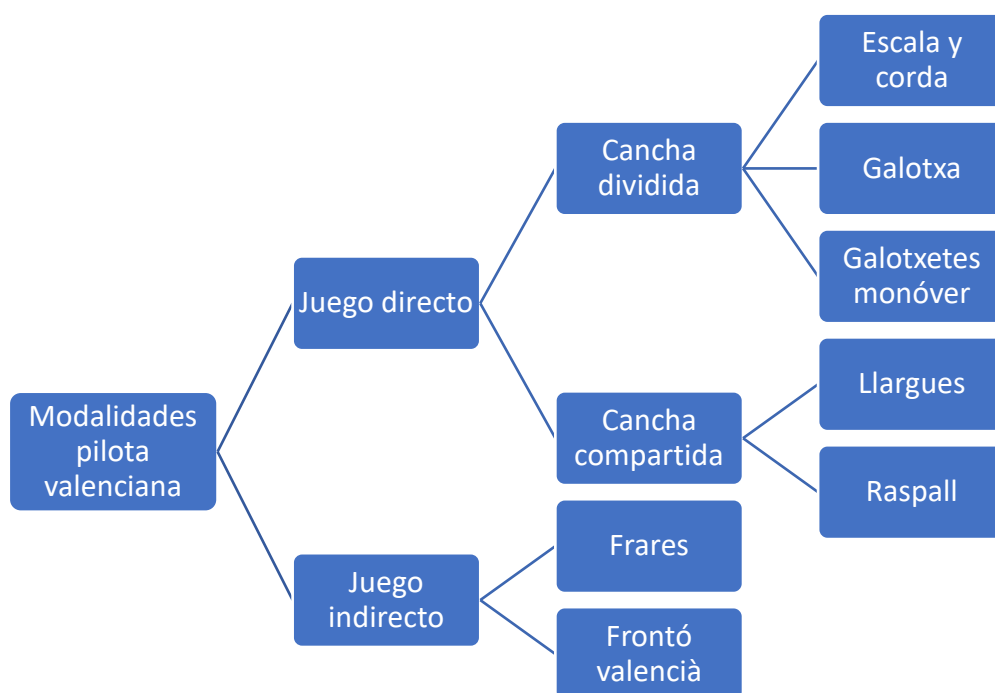 Modalidades
pilota
valenciana
Juego directo
Cancha
dividida
Escala y
corda
Galotxa
Galotxetes
monóver
Cancha
compartida
Llargues
Raspall
Juego
indirecto
Frares
Frontó
valencià